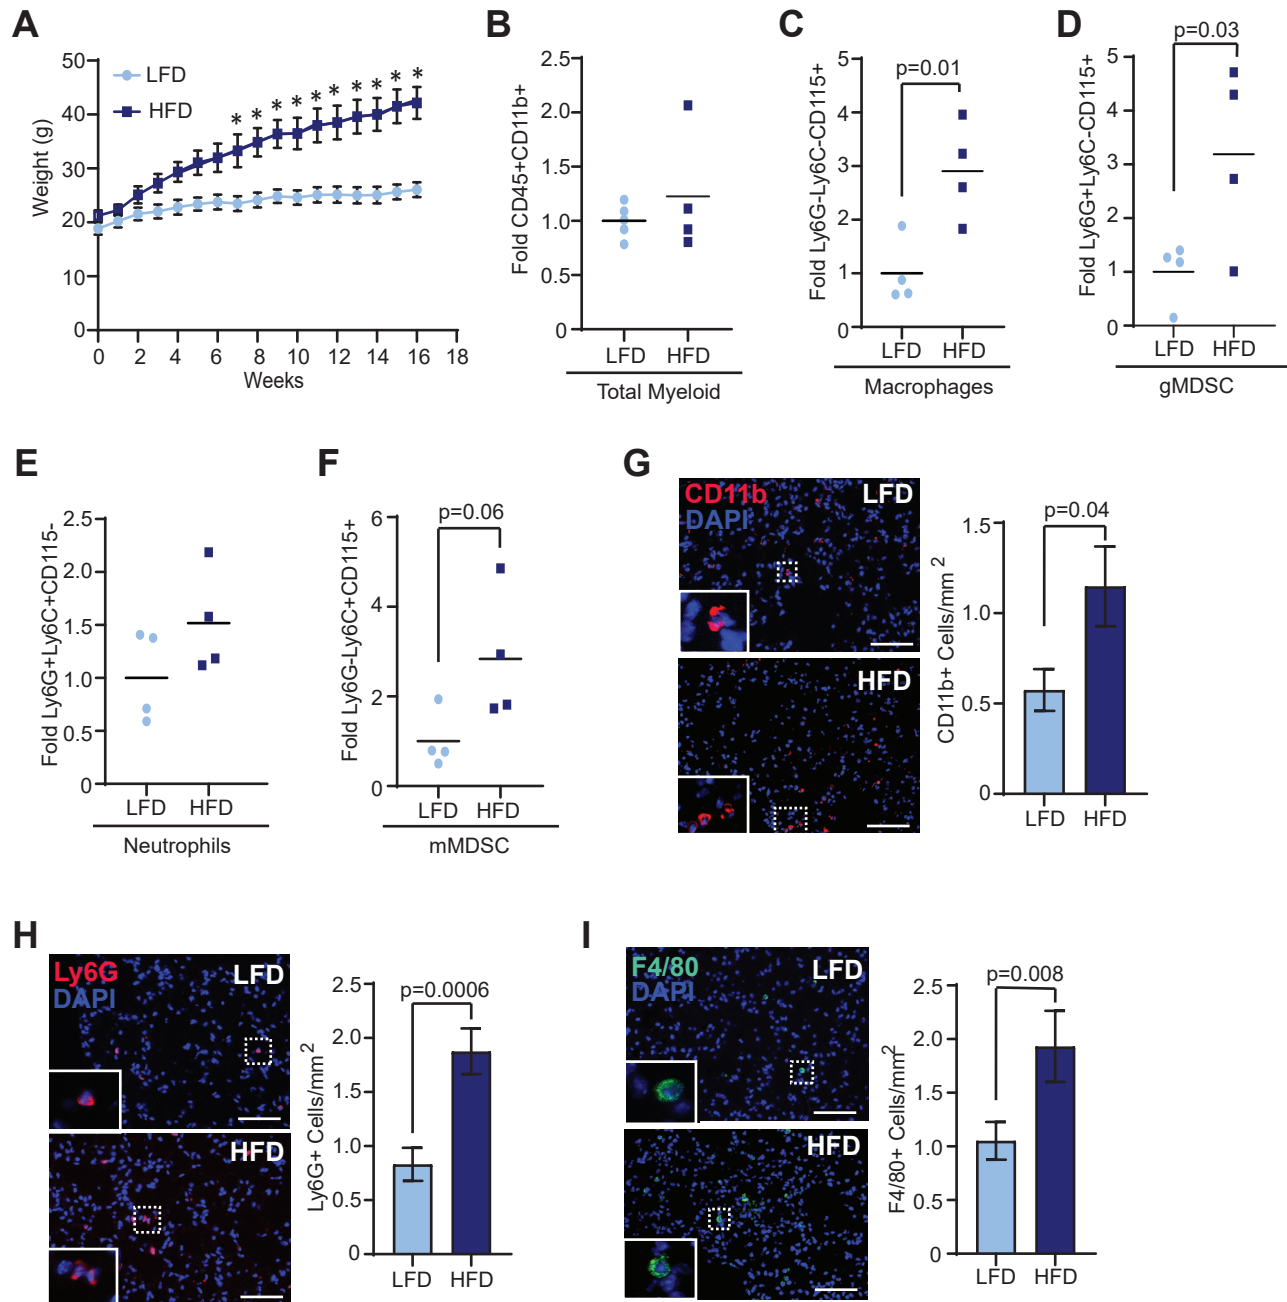 A
Weight (g)
50
40
30
20
10
0
LFD
HFD
* * * * * * * * * *
0 2 4 6 8 10 12 14 16 18
Weeks
B
Fold CD45+CD11b+
2.5
2.0
1.5
1.0
0.5
0
LFD HFD
Total Myeloid
C
Fold Ly6G-Ly6C-CD115+
p=0.01
5
4
3
2
1
0
LFD HFD
Macrophages
D
Fold Ly6G+Ly6C-CD115+
p=0.03
5
4
3
2
1
0
LFD HFD
gMDSC
E
Fold Ly6G+Ly6C+CD115-
2.5
2.0
1.5
1.0
0.5
0
LFD HFD
Neutrophils
F
Fold Ly6G-Ly6C+CD115+
p=0.06
6
4
2
0
LFD HFD
mMDSC
G
CD11b
DAPI
LFD
HFD
CD11b+ Cells/mm²
p=0.04
1.5
1.0
0.5
0
LFD HFD
H
Ly6G
DAPI
LFD
HFD
Ly6G+ Cells/mm²
p=0.0006
2.5
2.0
1.5
1.0
0.5
0
LFD HFD
I
F4/80
DAPI
LFD
HFD
F4/80+ Cells/mm²
p=0.008
2.5
2.0
1.5
1.0
0.5
0
LFD HFD